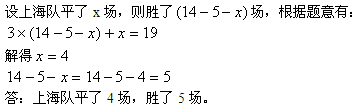 设上海队平了 x 场，则胜了 (14-5-x) 场，根据题意有：
3×(14-5-x)+x=19
解得 x=4
14-5-x=14-5-4=5
答：上海队平了 4 场，胜了 5 场。